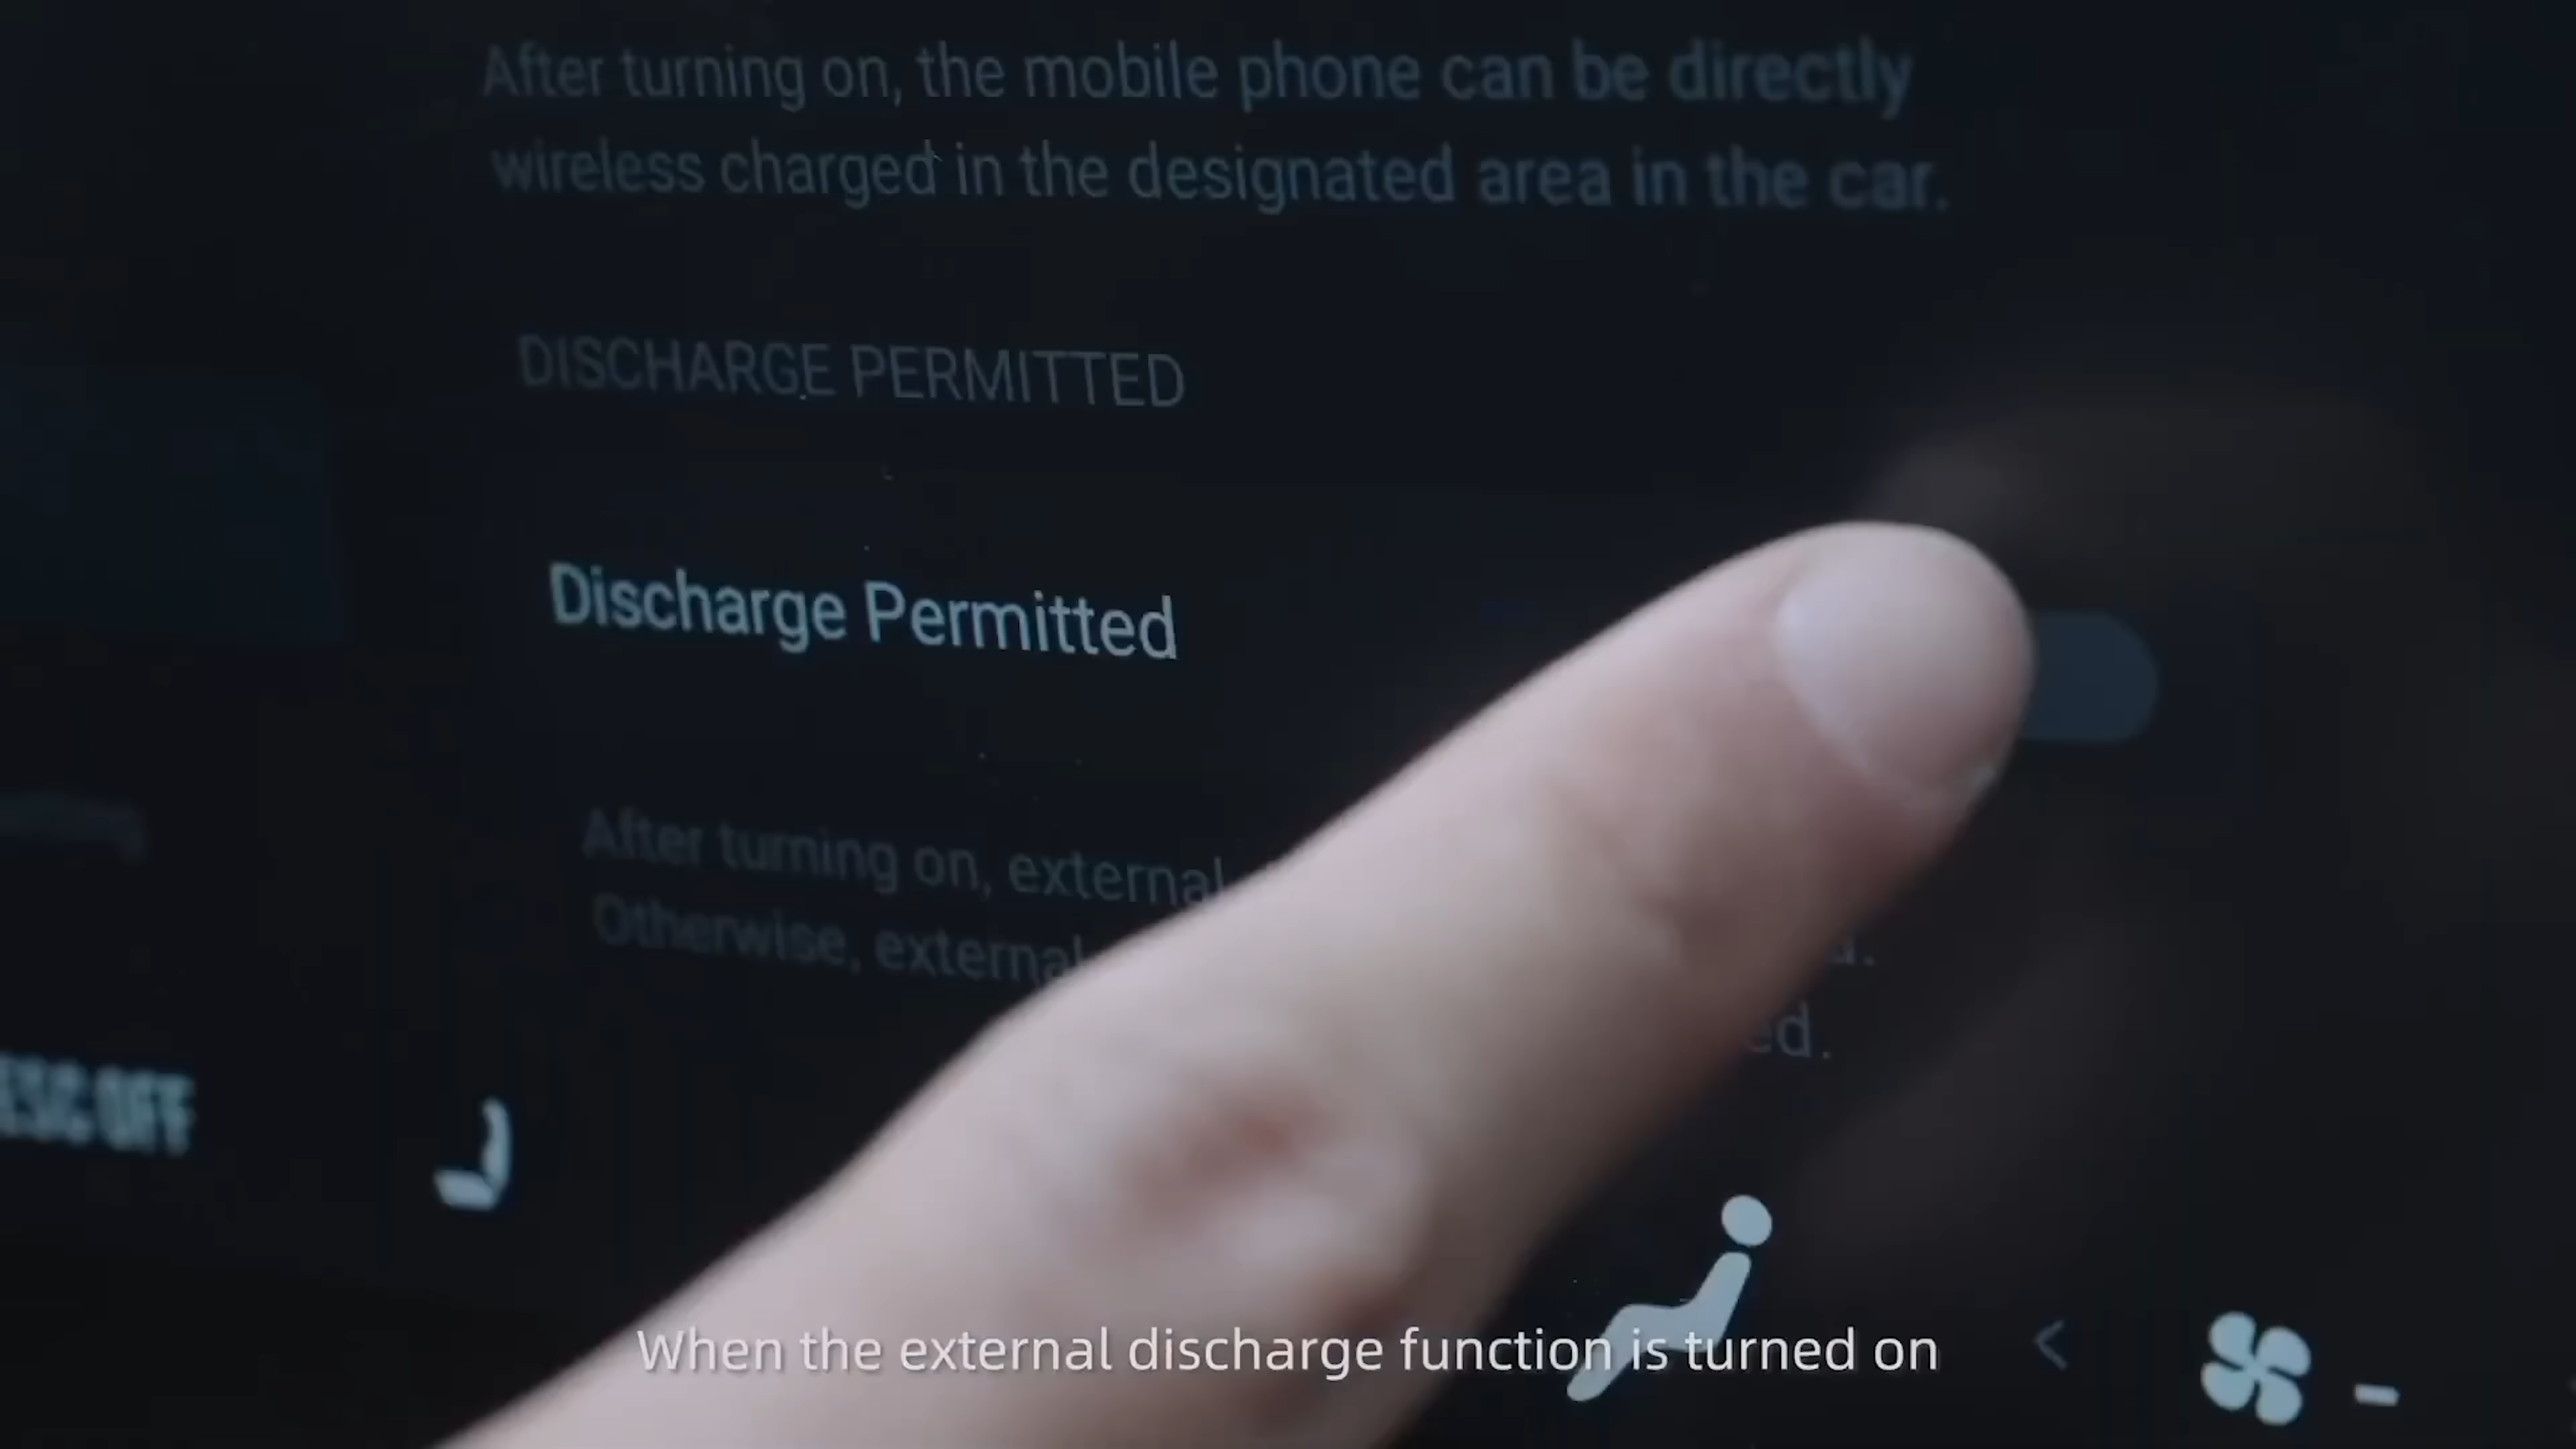 After turning on, the mobile phone can be directly
wireless charged in the designated area in the car.
DISCHARGE PERMITTED
Discharge Permitted
After turning on, external
Otherwise, external
ESC OFF
When the external discharge function is turned on